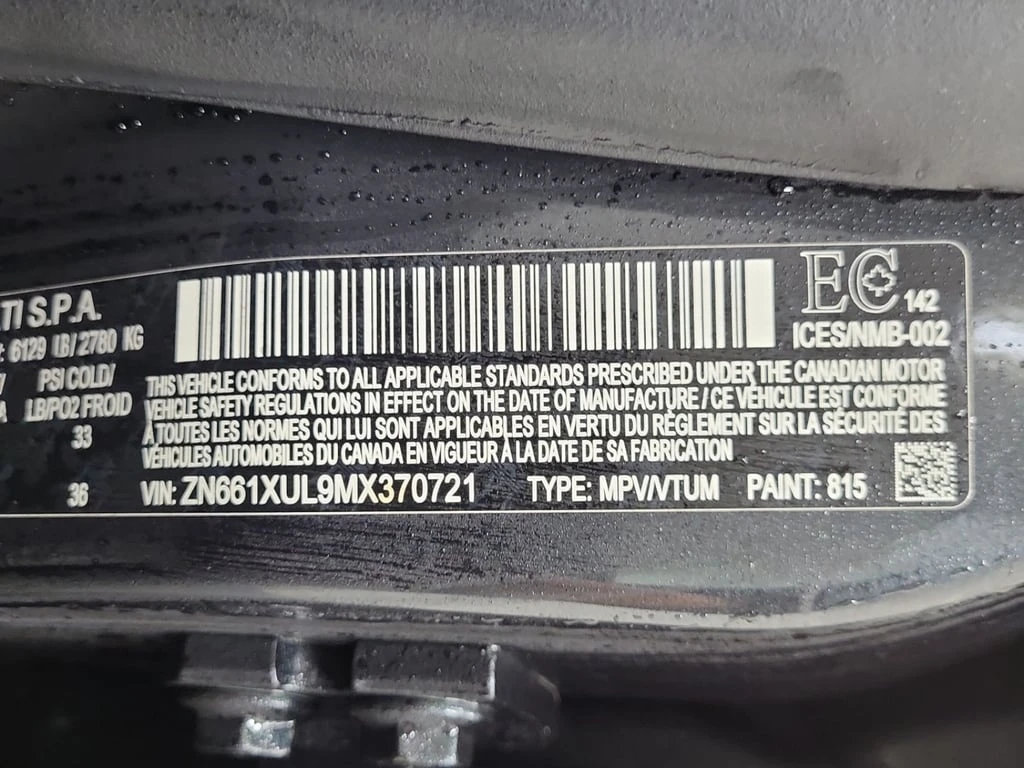 TI S.P.A.
6129 LB/ 2780 KG
PSI COLD/
LB/PO2 FROID
33
36
EC 142
ICES/NMB-002
THIS VEHICLE CONFORMS TO ALL APPLICABLE STANDARDS PRESCRIBED UNDER THE CANADIAN MOTOR
VEHICLE SAFETY REGULATIONS IN EFFECT ON THE DATE OF MANUFACTURE / CE VÉHICULE EST CONFORME
À TOUTES LES NORMES QUI LUI SONT APPLICABLES EN VERTU DU RÈGLEMENT SUR LA SÉCURITÉ DES
VÉHICULES AUTOMOBILES DU CANADA EN VIGUEUR À LA DATE DE SA FABRICATION
VIN: ZN661XUL9MX370721 TYPE: MPV/VTUM PAINT: 815